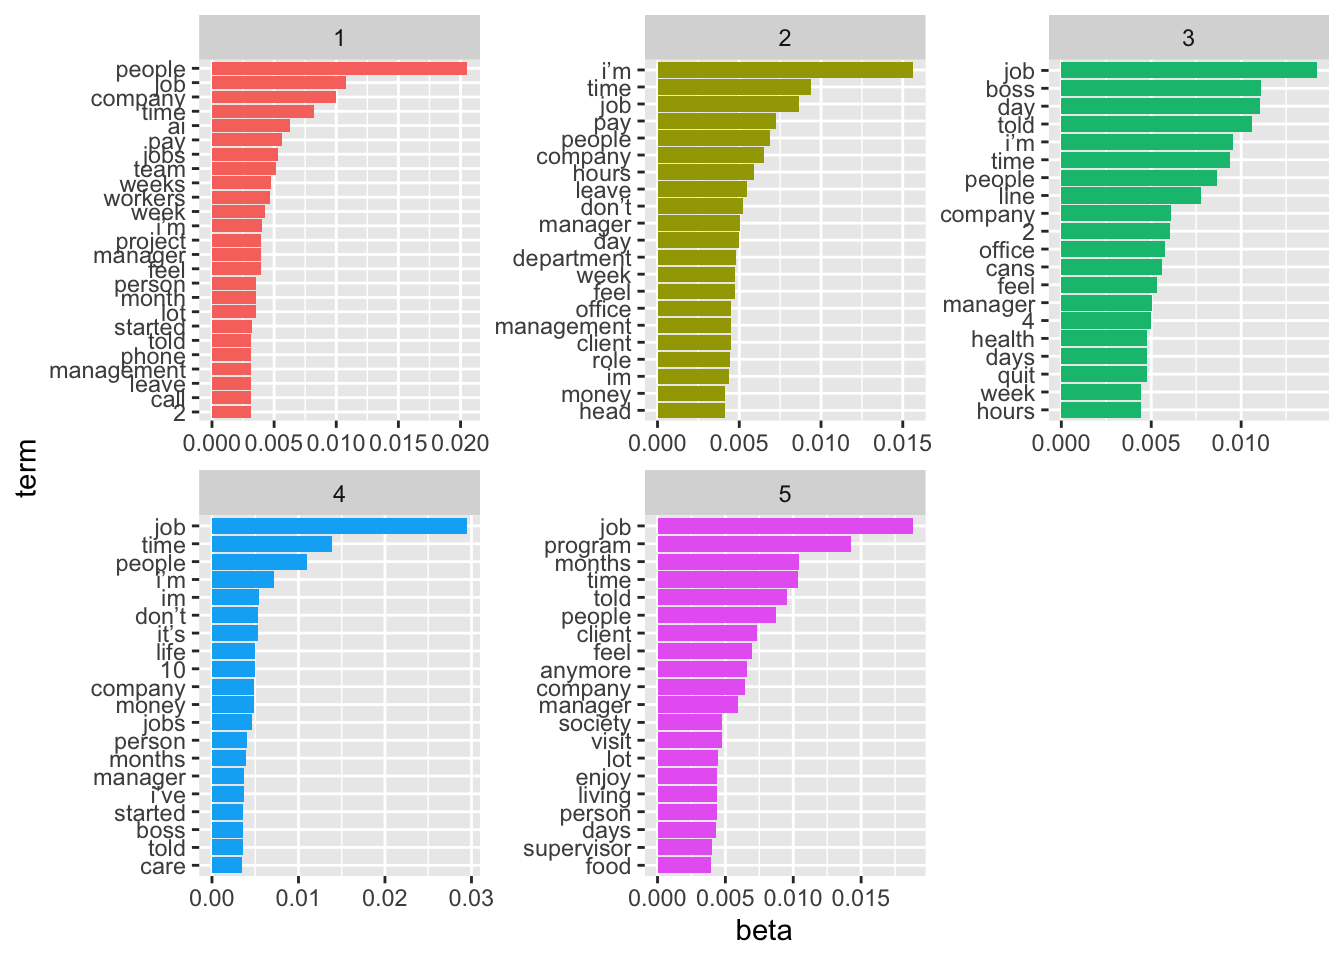 1
people
job
company
time
ai
pay
jobs
team
weeks
workers
week
i’m
project
manager
feel
person
month
lot
started
told
phone
management
leave
call
2
0.000 0.005 0.010 0.015 0.020
2
i’m
time
job
pay
people
company
hours
leave
don’t
manager
day
department
week
feel
office
management
client
role
im
money
head
0.000 0.005 0.010 0.015
3
job
boss
day
told
i’m
time
people
line
company
2
office
cans
feel
manager
4
health
days
quit
week
hours
0.000 0.005 0.010
term
4
job
time
people
i’m
im
don’t
it’s
life
10
company
money
jobs
person
months
manager
i’ve
started
boss
told
care
0.00 0.01 0.02 0.03
5
job
program
months
time
told
people
client
feel
anymore
company
manager
society
visit
lot
enjoy
living
person
days
supervisor
food
0.000 0.005 0.010 0.015
beta